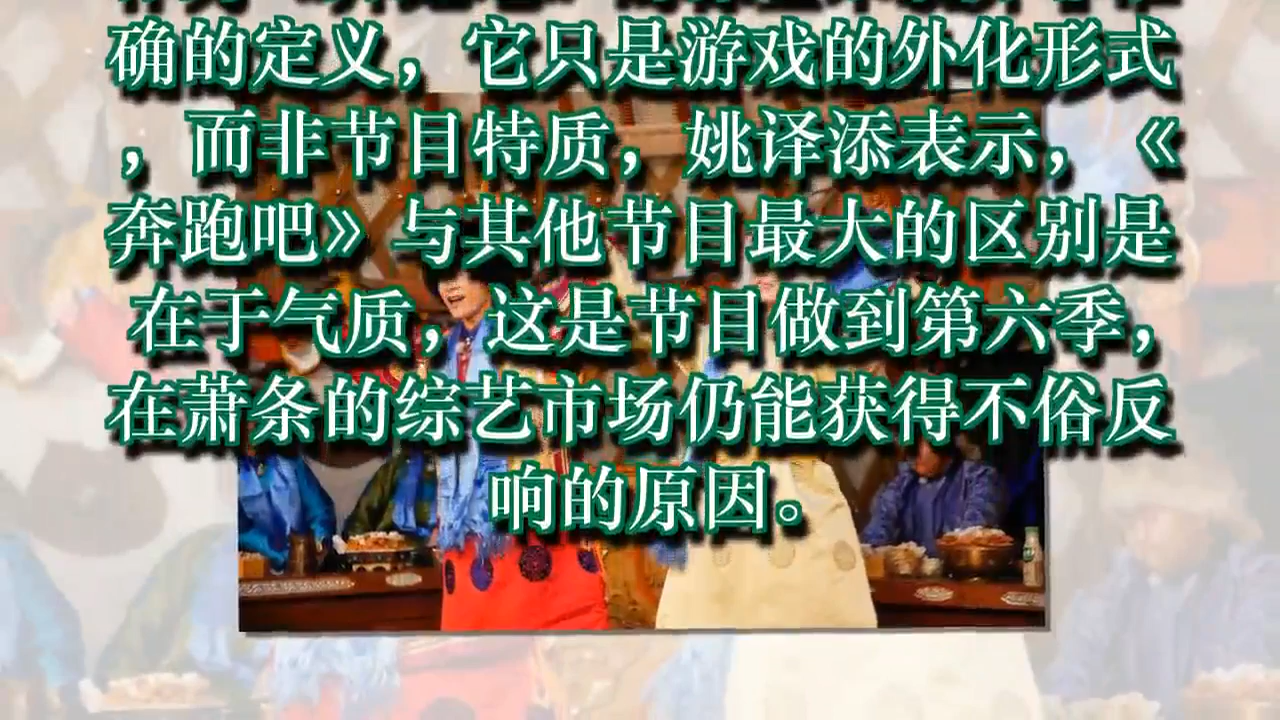 确的定义，它只是游戏的外化形式
，而非节目特质，姚译添表示，《
奔跑吧》与其他节目最大的区别是
在于气质，这是节目做到第六季，
在萧条的综艺市场仍能获得不俗反
响的原因。